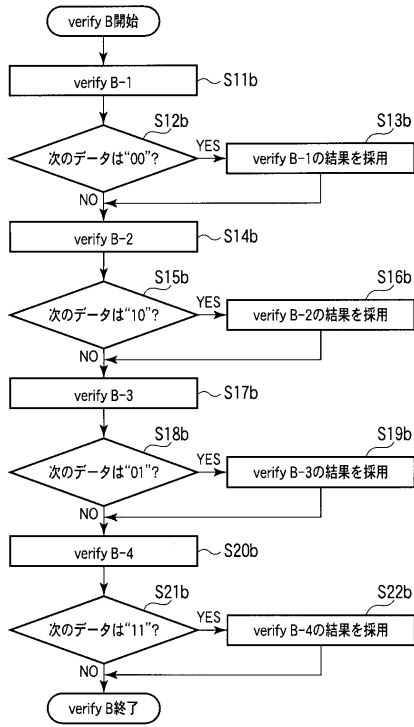 verify B開始
verify B-1
S11b
S12b
次のデータは“00”?
YES
S13b
verify B-1の結果を採用
NO
verify B-2
S14b
S15b
次のデータは“10”?
YES
S16b
verify B-2の結果を採用
NO
verify B-3
S17b
S18b
次のデータは“01”?
YES
S19b
verify B-3の結果を採用
NO
verify B-4
S20b
S21b
次のデータは“11”?
YES
S22b
verify B-4の結果を採用
NO
verify B終了